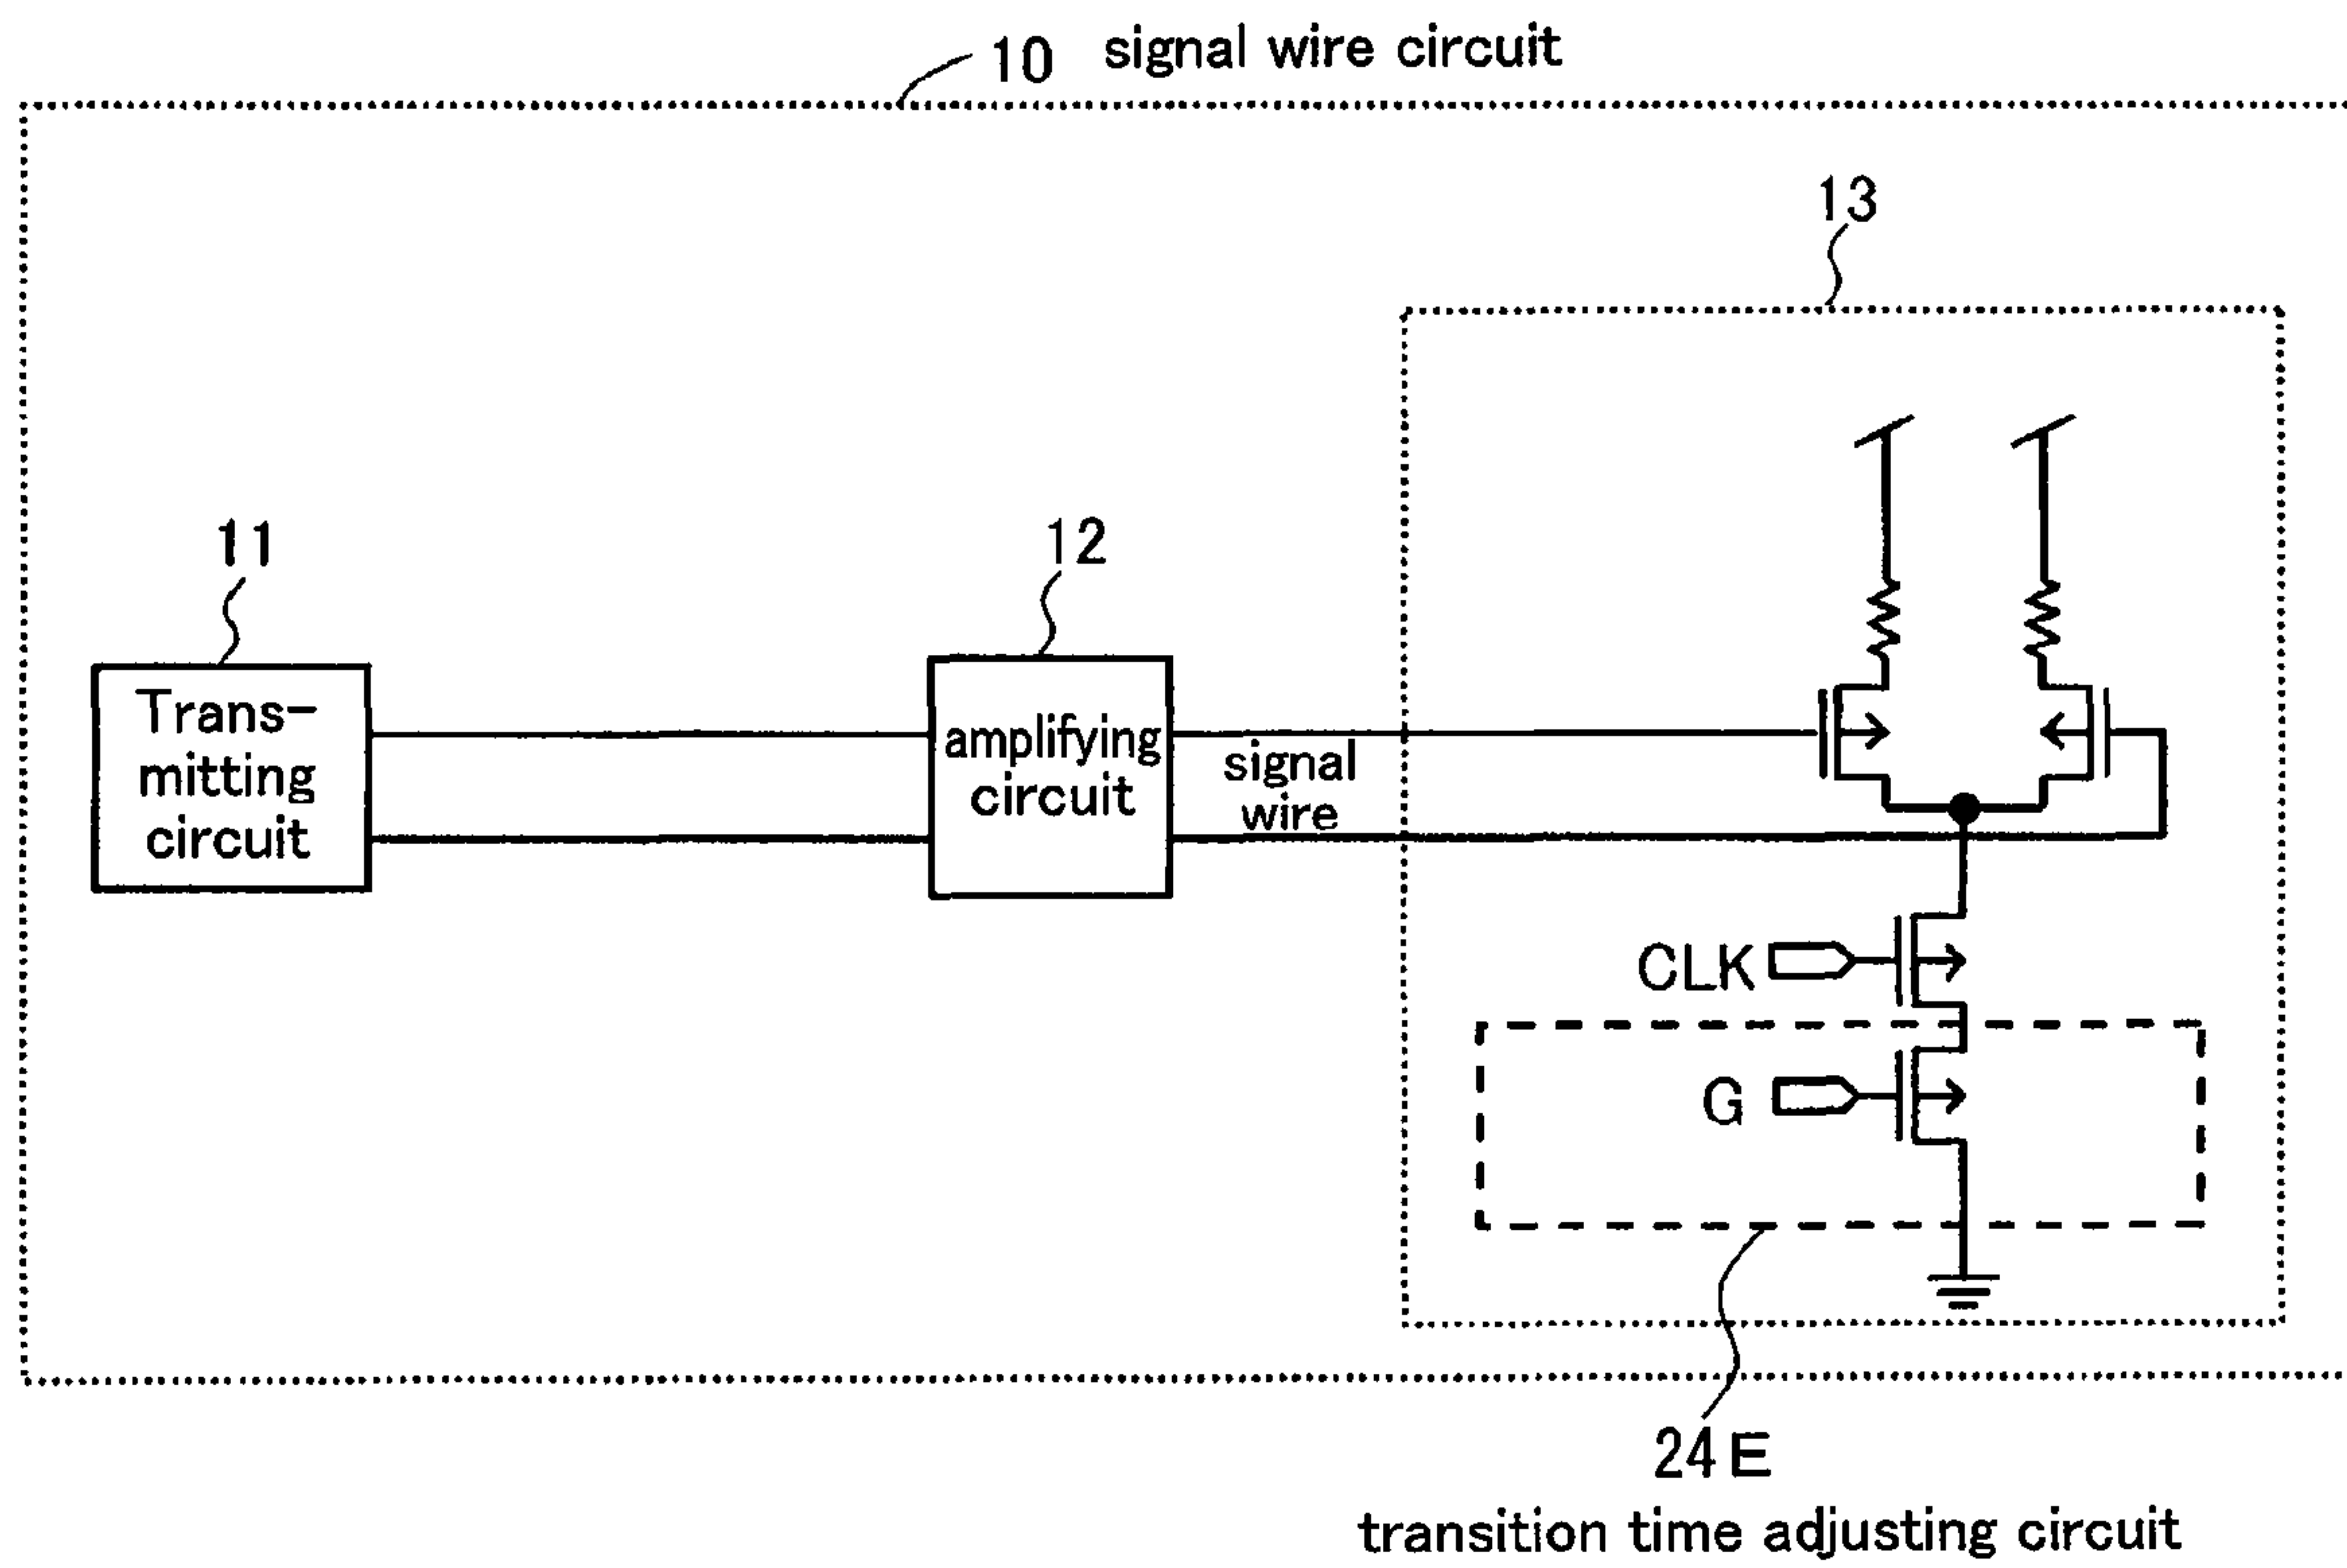 10 signal wire circuit
13
11
12
Trans-
mitting
circuit
amplifying
circuit
signal
wire
CLK
G
24E
transition time adjusting circuit